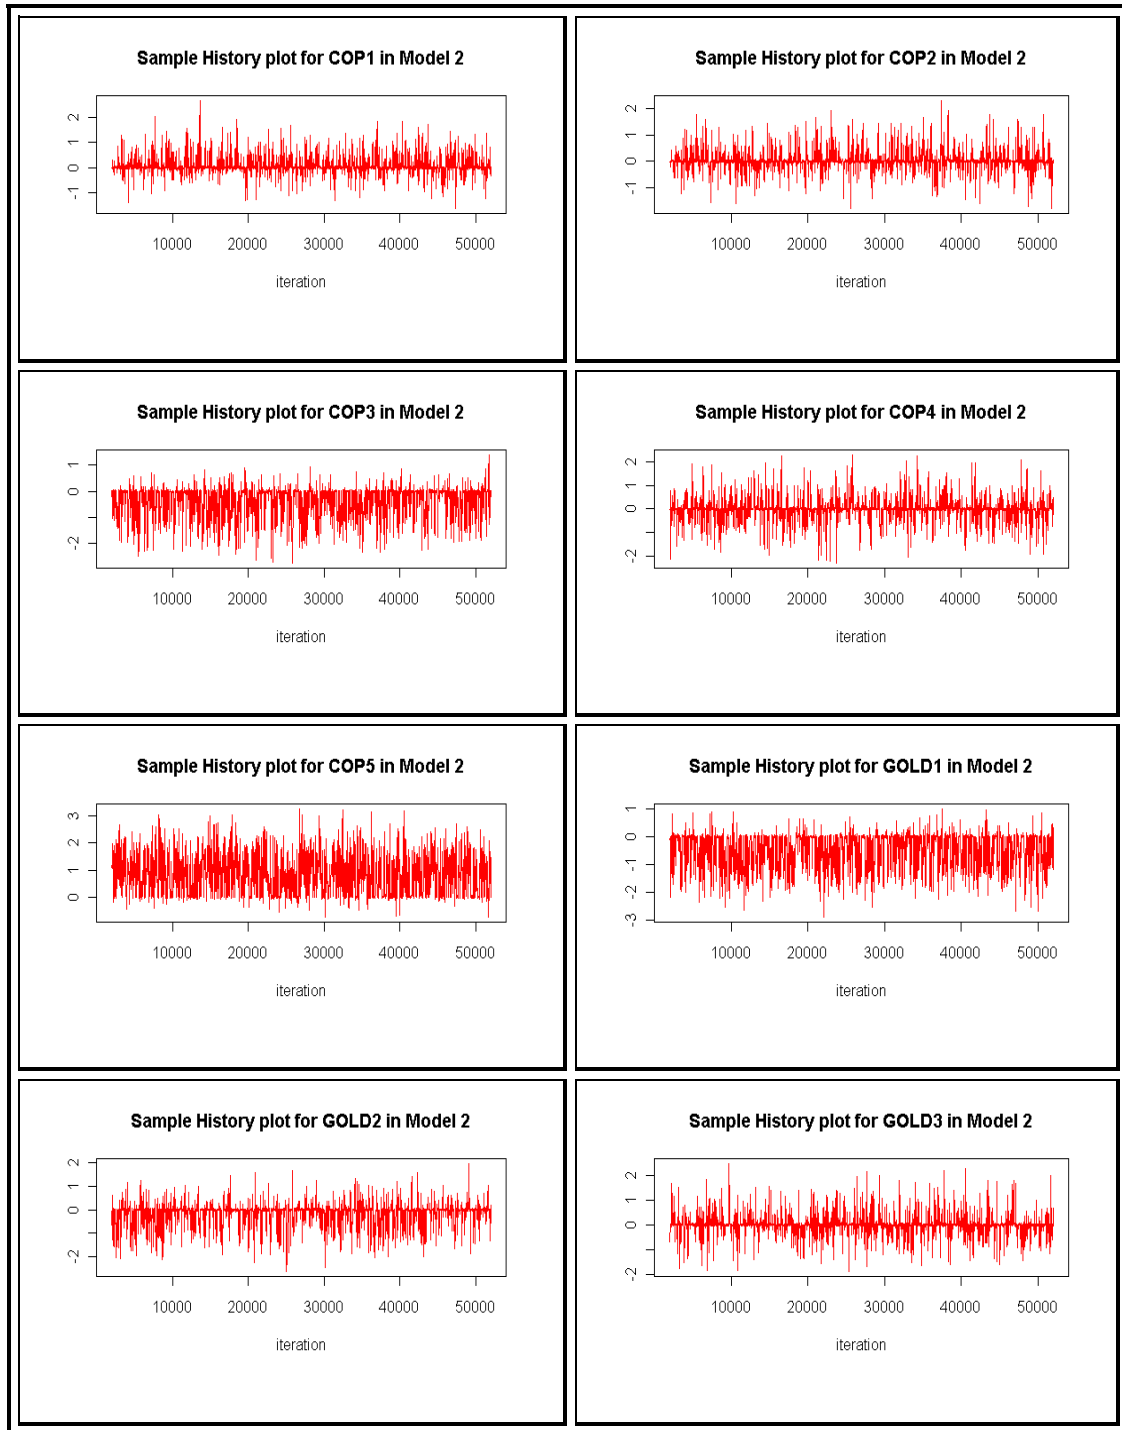 Sample History plot for COP1 in Model 2
2
1
0
-1
10000 20000 30000 40000 50000
iteration
Sample History plot for COP2 in Model 2
2
1
0
-1
10000 20000 30000 40000 50000
iteration
Sample History plot for COP3 in Model 2
1
0
-2
10000 20000 30000 40000 50000
iteration
Sample History plot for COP4 in Model 2
2
1
0
-2
10000 20000 30000 40000 50000
iteration
Sample History plot for COP5 in Model 2
3
2
1
0
10000 20000 30000 40000 50000
iteration
Sample History plot for GOLD1 in Model 2
1
0
-1
-2
-3
10000 20000 30000 40000 50000
iteration
Sample History plot for GOLD2 in Model 2
2
1
0
-2
10000 20000 30000 40000 50000
iteration
Sample History plot for GOLD3 in Model 2
2
1
0
-2
10000 20000 30000 40000 50000
iteration